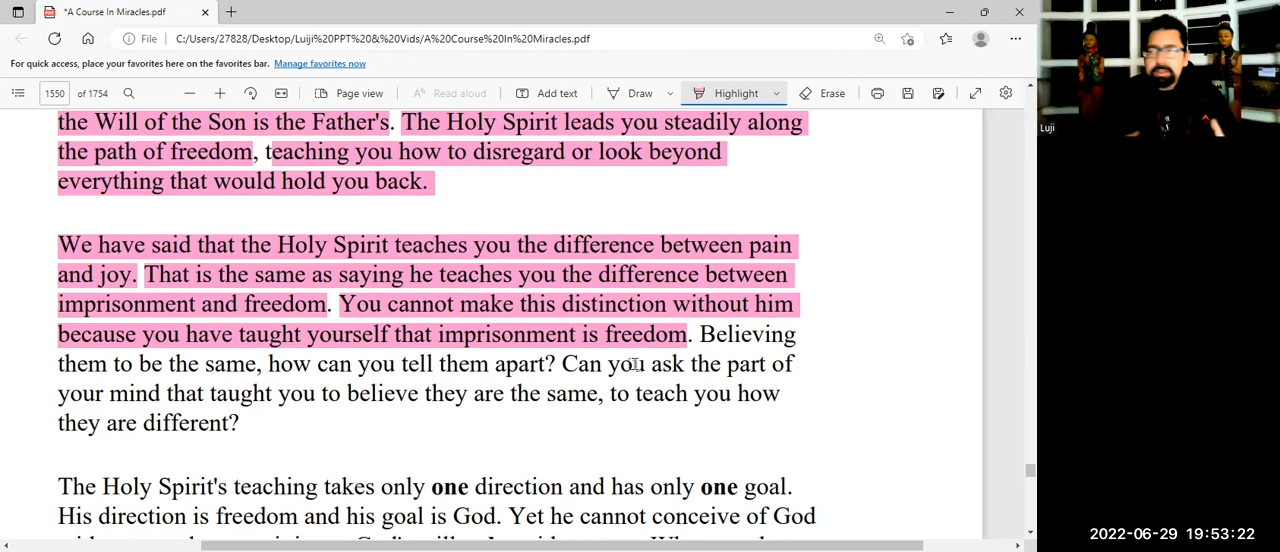 *A Course In Miracles.pdf
File C:/Users/27828/Desktop/Luiji%20PPT%20&%20Vids/A%20Course%20In%20Miracles.pdf
For quick access, place your favorites here on the favorites bar. Manage favorites now
1550 of 1754 Page view Read aloud Add text Draw Highlight Erase
the Will of the Son is the Father's. The Holy Spirit leads you steadily along
the path of freedom, teaching you how to disregard or look beyond
everything that would hold you back.
We have said that the Holy Spirit teaches you the difference between pain
and joy. That is the same as saying he teaches you the difference between
imprisonment and freedom. You cannot make this distinction without him
because you have taught yourself that imprisonment is freedom. Believing
them to be the same, how can you tell them apart? Can you ask the part of
your mind that taught you to believe they are the same, to teach you how
they are different?
The Holy Spirit's teaching takes only one direction and has only one goal.
His direction is freedom and his goal is God. Yet he cannot conceive of God
Luji
2022-06-29 19:53:22